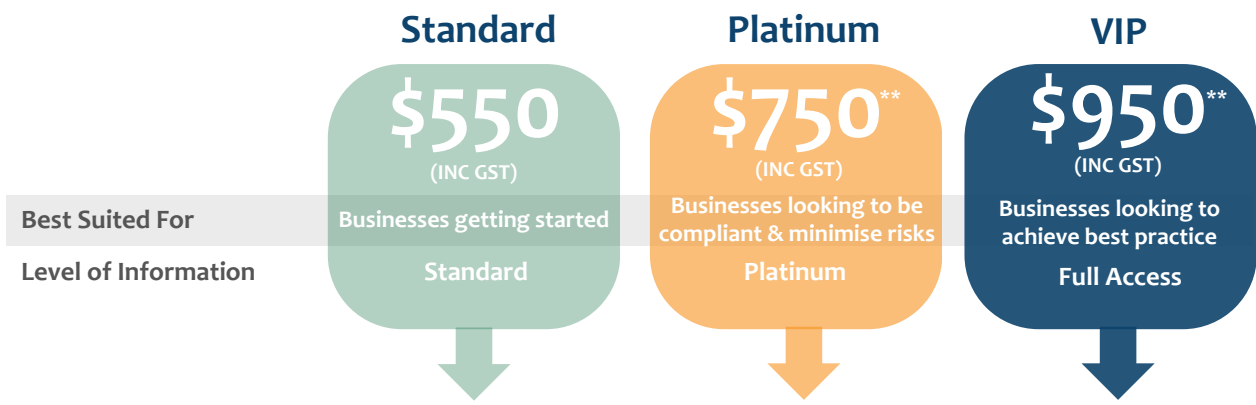 Standard Platinum VIP
$550 $750** $950**
(INC GST) (INC GST) (INC GST)
Best Suited For
Businesses getting started
Businesses looking to be
compliant & minimise risks
Businesses looking to
achieve best practice
Level of Information Standard Platinum Full Access